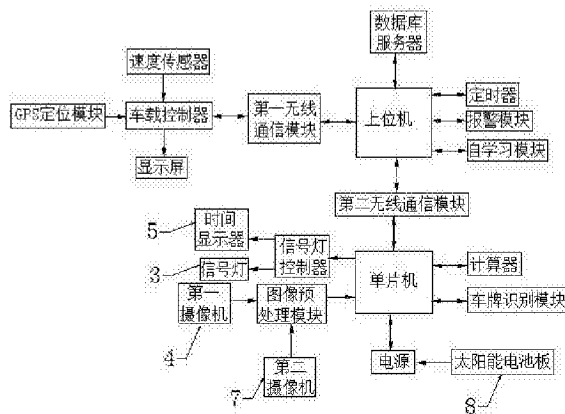 数据库
服务器
速度传感器
GPS定位模块
车载控制器
第一无线
通信模块
上位机
定时器
报警模块
自学习模块
显示屏
第二无线通信模块
5
时间
显示器
信号灯
控制器
3
信号灯
单片机
计算器
第一
摄像机
图像预
处理模块
车牌识别模块
4
7
第二
摄像机
电源
太阳能电池板
8